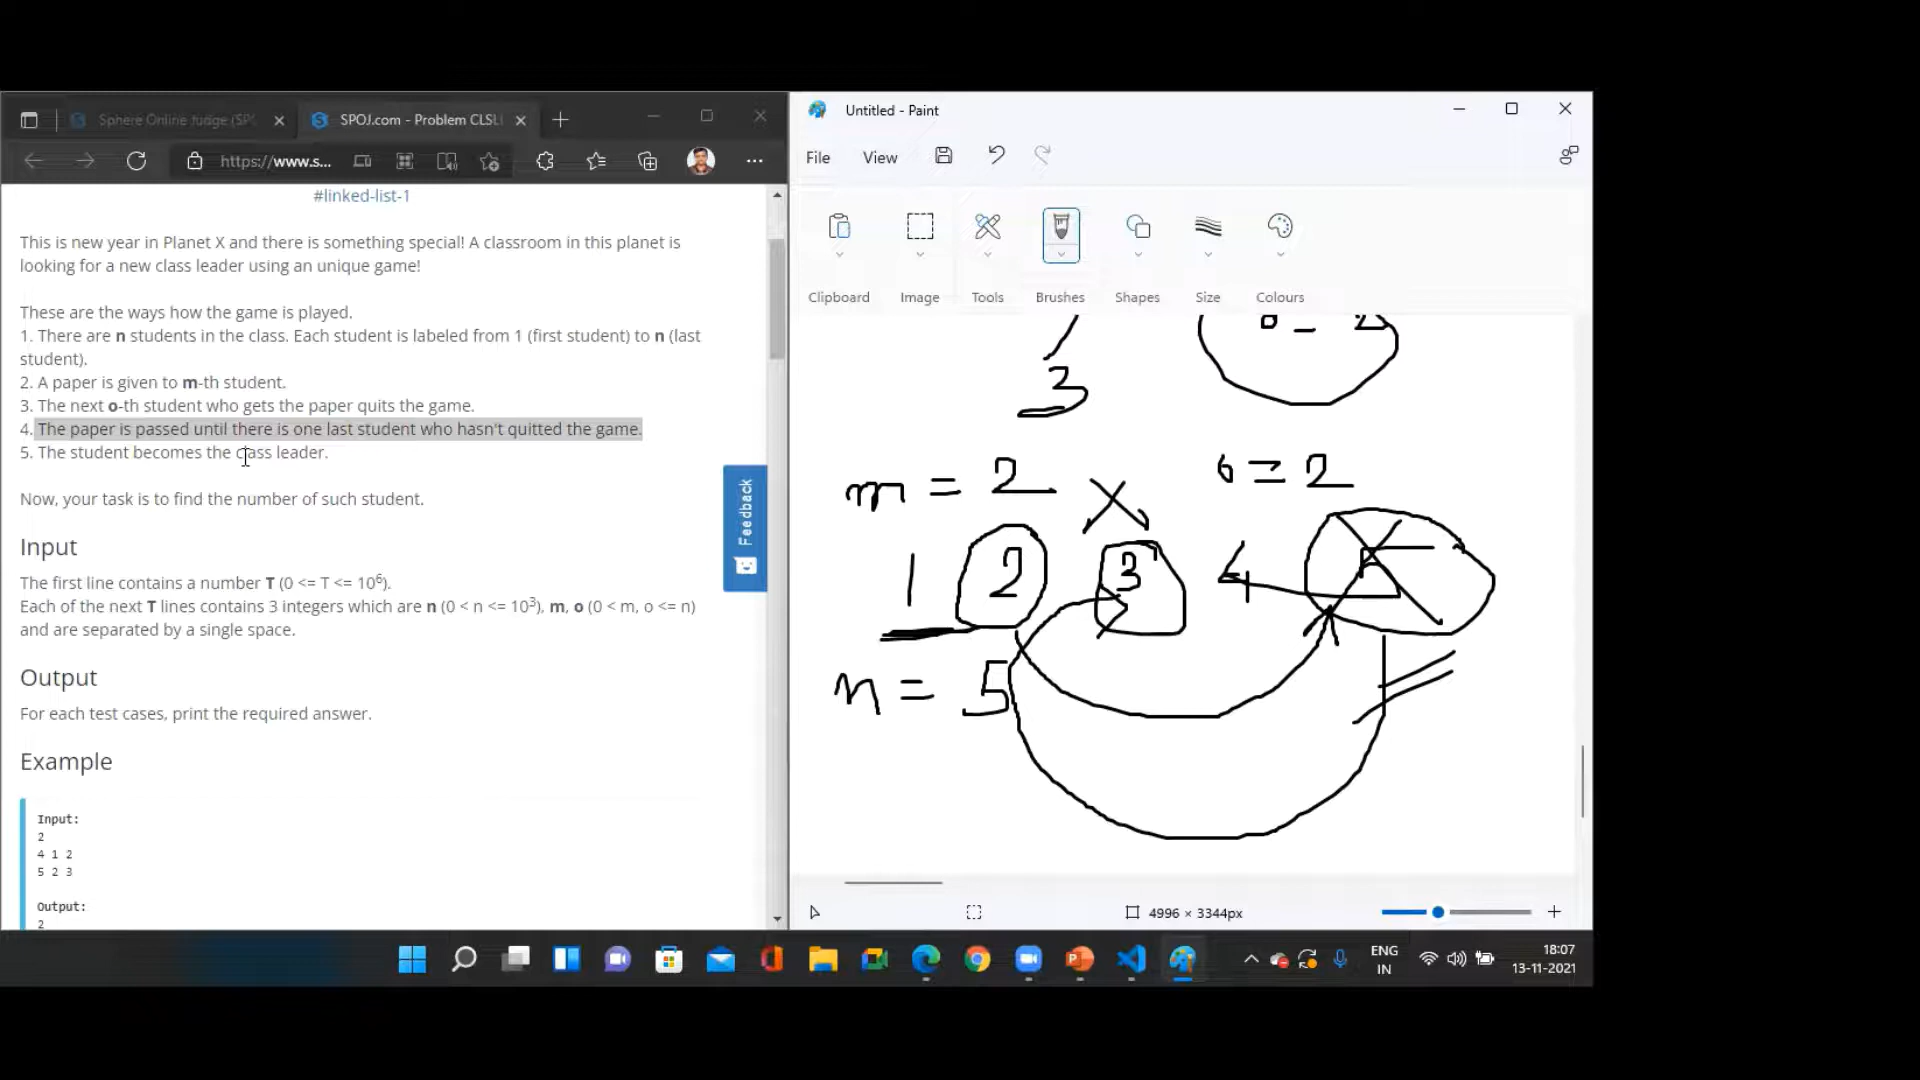 Sphere Online Judge (SPO
SPOJ.com - Problem CLSL
https://www.s...
#linked-list-1
This is new year in Planet X and there is something special! A classroom in this planet is
looking for a new class leader using an unique game!
These are the ways how the game is played.
1. There are n students in the class. Each student is labeled from 1 (first student) to n (last
student).
2. A paper is given to m-th student.
3. The next o-th student who gets the paper quits the game.
4. The paper is passed until there is one last student who hasn't quitted the game.
5. The student becomes the class leader.
Now, your task is to find the number of such student.
Input
The first line contains a number T (0 <= T <= 10⁶).
Each of the next T lines contains 3 integers which are n (0 < n <= 10³), m, o (0 < m, o <= n)
and are separated by a single space.
Output
For each test cases, print the required answer.
Example
Input:
2
4 1 2
5 2 3
Output:
2
Feedback
Untitled - Paint
File View
Clipboard Image Tools Brushes Shapes Size Colours
3
m = 2 X o = 2
1 2 3 4
n = 5
4996 × 3344px
ENG
IN
18:07
13-11-2021